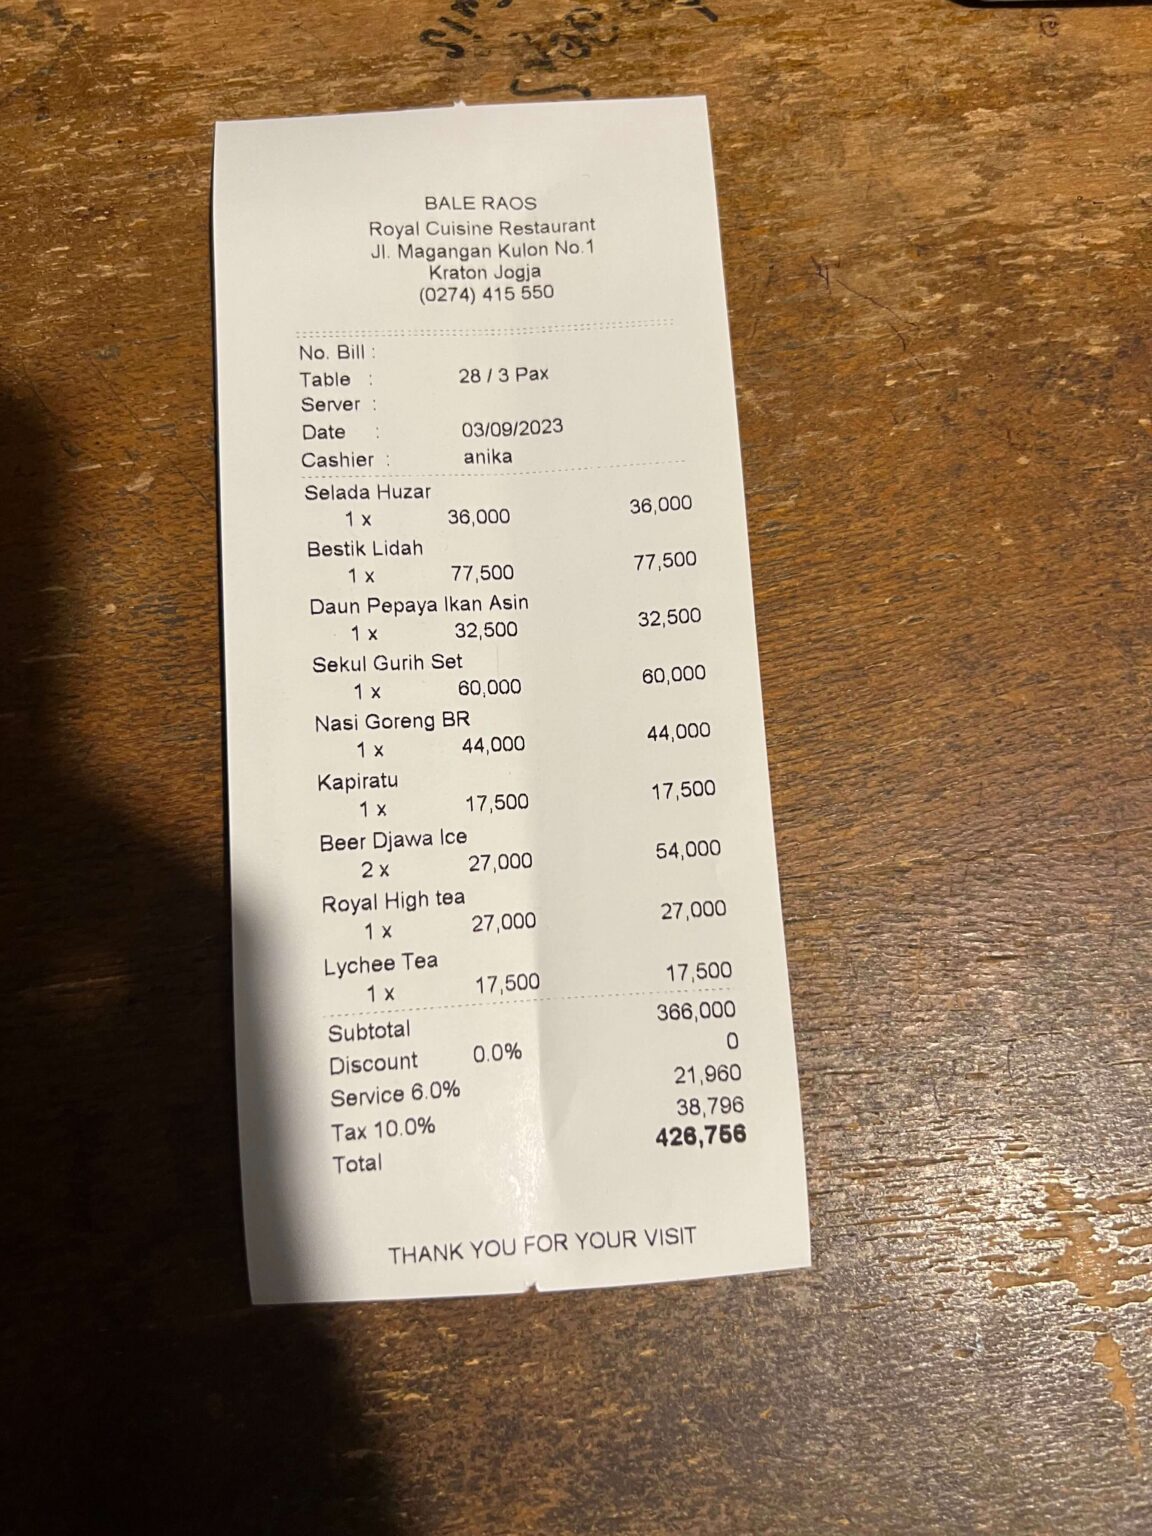 BALE RAOS
Royal Cuisine Restaurant
Jl. Magangan Kulon No.1
Kraton Jogja
(0274) 415 550
No. Bill :
Table : 28 / 3 Pax
Server :
Date : 03/09/2023
Cashier : anika
Selada Huzar
1 x 36,000 36,000
Bestik Lidah
1 x 77,500 77,500
Daun Pepaya Ikan Asin
1 x 32,500 32,500
Sekul Gurih Set
1 x 60,000 60,000
Nasi Goreng BR
1 x 44,000 44,000
Kapiratu
1 x 17,500 17,500
Beer Djawa Ice
2 x 27,000 54,000
Royal High tea
1 x 27,000 27,000
Lychee Tea
1 x 17,500 17,500
Subtotal 366,000
Discount 0.0% 0
Service 6.0% 21,960
Tax 10.0% 38,796
Total 426,756
THANK YOU FOR YOUR VISIT